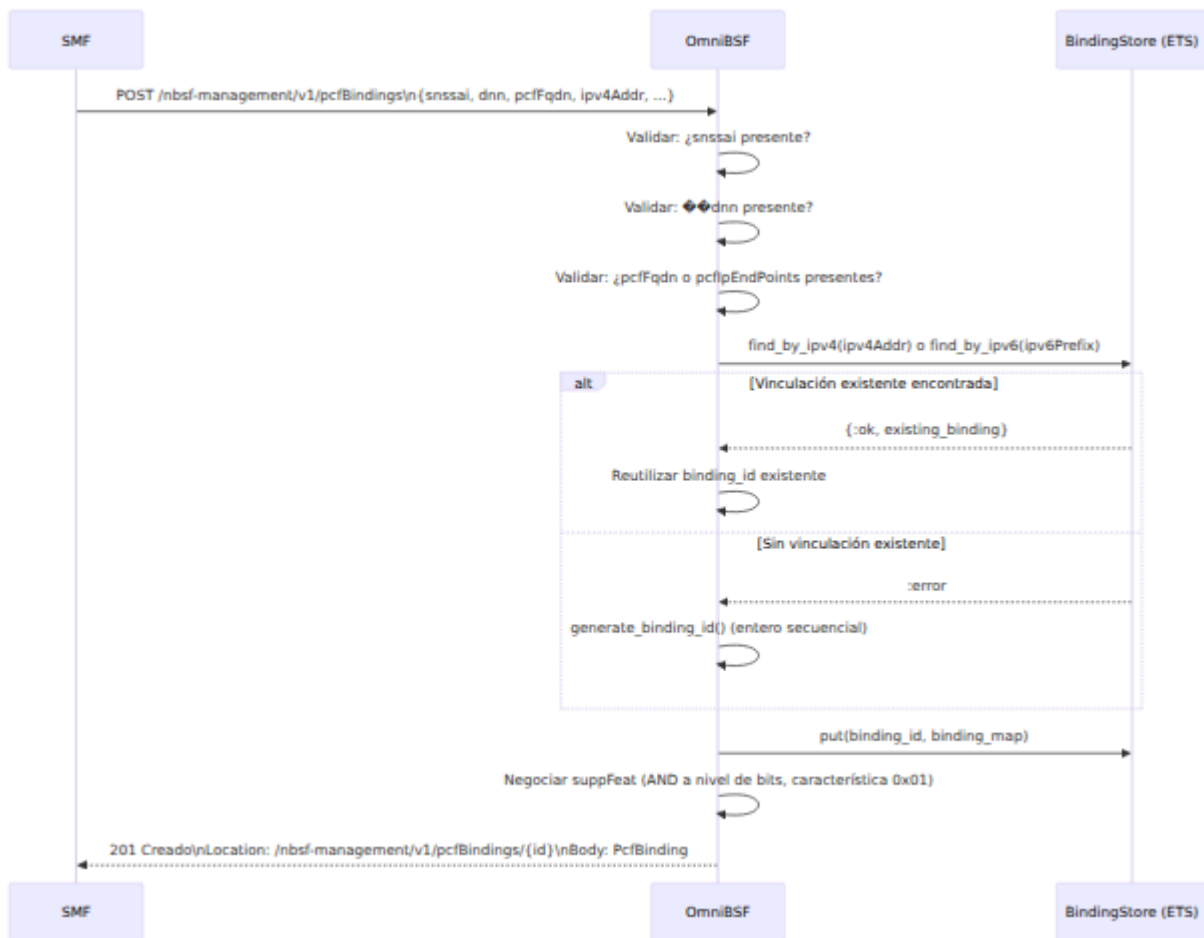 SMF
OmniBSF
BindingStore (ETS)
POST /nbsf-management/v1/pcfBindings\n{snssai, dnn, pcfFqdn, ipv4Addr, ...}
Validar: ¿snssai presente?
Validar: ��dnn presente?
Validar: ¿pcfFqdn o pcfIpEndPoints presentes?
find_by_ipv4(ipv4Addr) o find_by_ipv6(ipv6Prefix)
alt
[Vinculación existente encontrada]
{:ok, existing_binding}
Reutilizar binding_id existente
[Sin vinculación existente]
:error
generate_binding_id() (entero secuencial)
put(binding_id, binding_map)
Negociar suppFeat (AND a nivel de bits, característica 0x01)
201 Creado\nLocation: /nbsf-management/v1/pcfBindings/{id}\nBody: PcfBinding
SMF
OmniBSF
BindingStore (ETS)